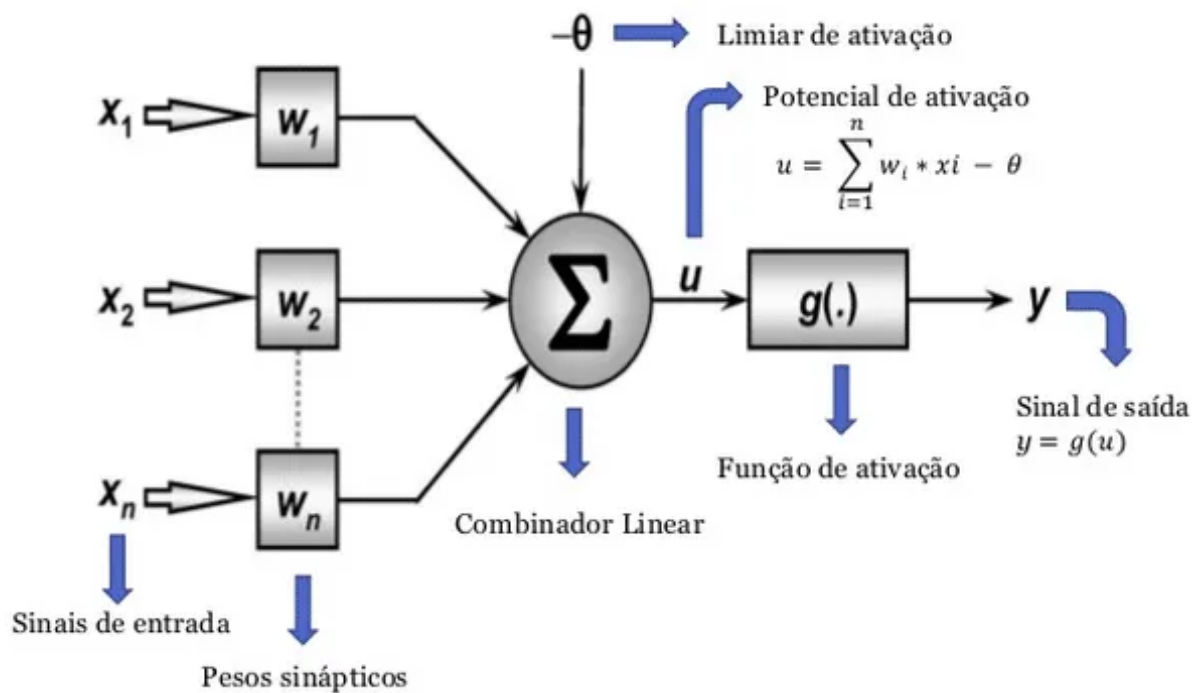 −θ
Limiar de ativação
Potencial de ativação
n
u = ∑ wᵢ * xi − θ
i=1
x₁
w₁
x₂
w₂
Σ
u
g(.)
y
Sinal de saída
y = g(u)
Função de ativação
xₙ
wₙ
Combinador Linear
Sinais de entrada
Pesos sinápticos